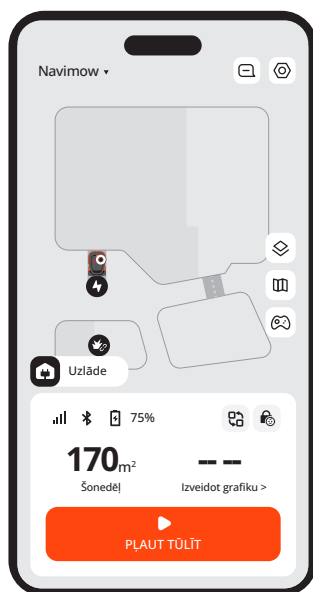 Navimow
Uzlāde
75%
170m²
-- --
Šonedēļ
Izveidot grafiku >
PĻAUT TŪLĪT